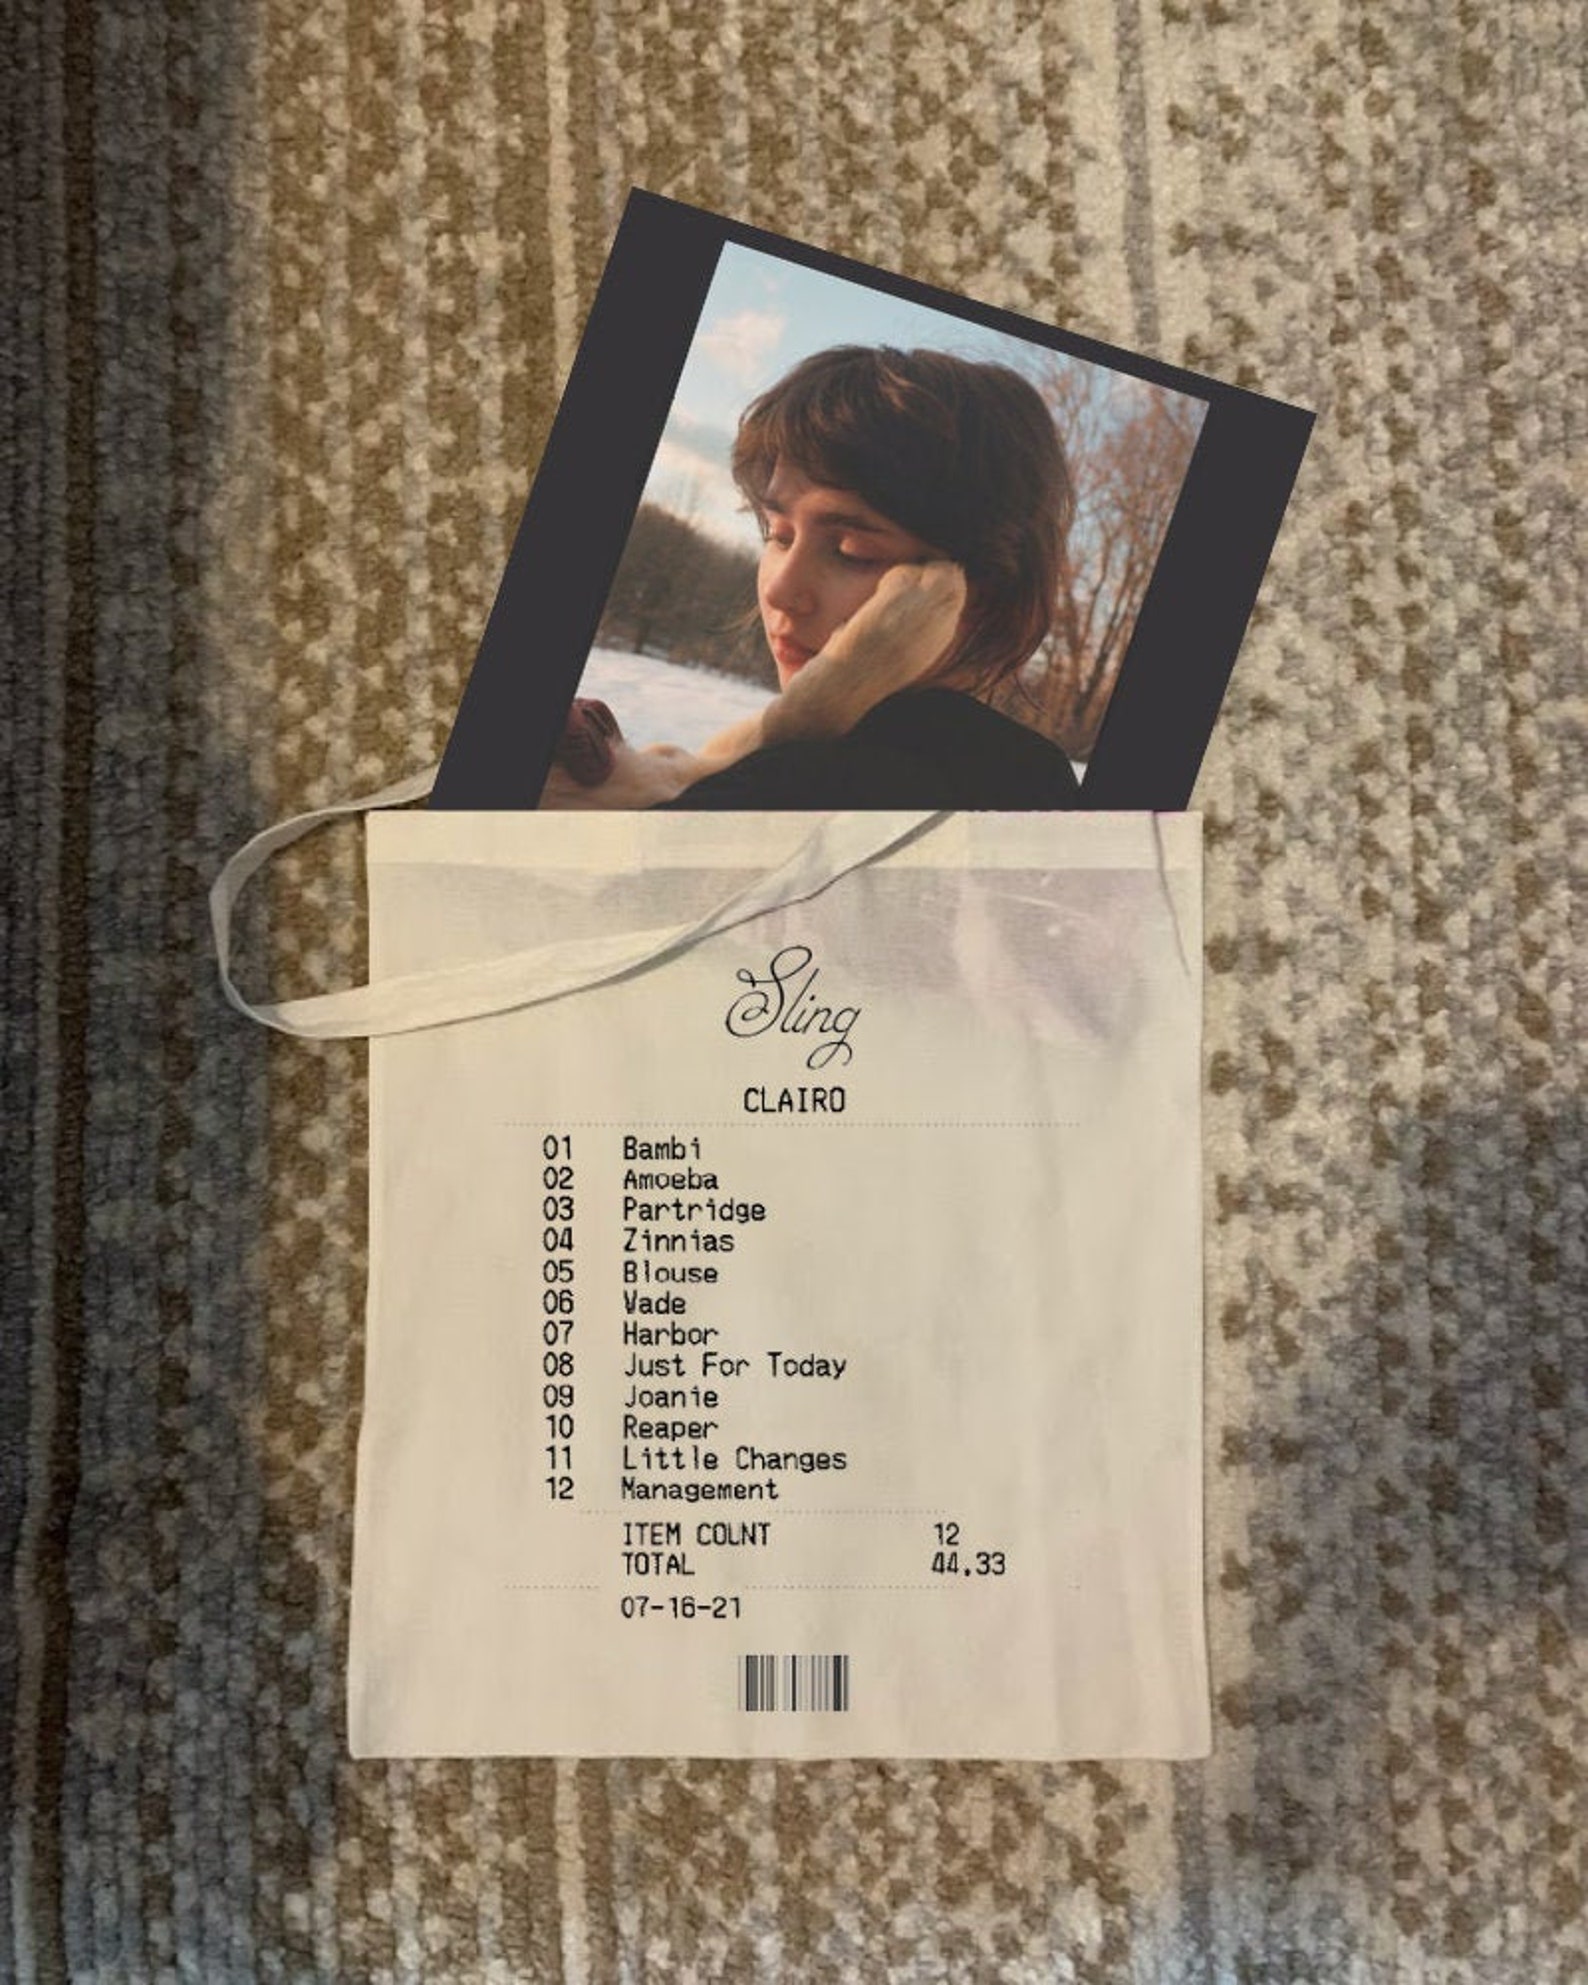 Sling
CLAIRO
01 Bambi
02 Amoeba
03 Partridge
04 Zinnias
05 Blouse
06 Wade
07 Harbor
08 Just For Today
09 Joanie
10 Reaper
11 Little Changes
12 Management
ITEM COUNT 12
TOTAL 44.33
07-16-21